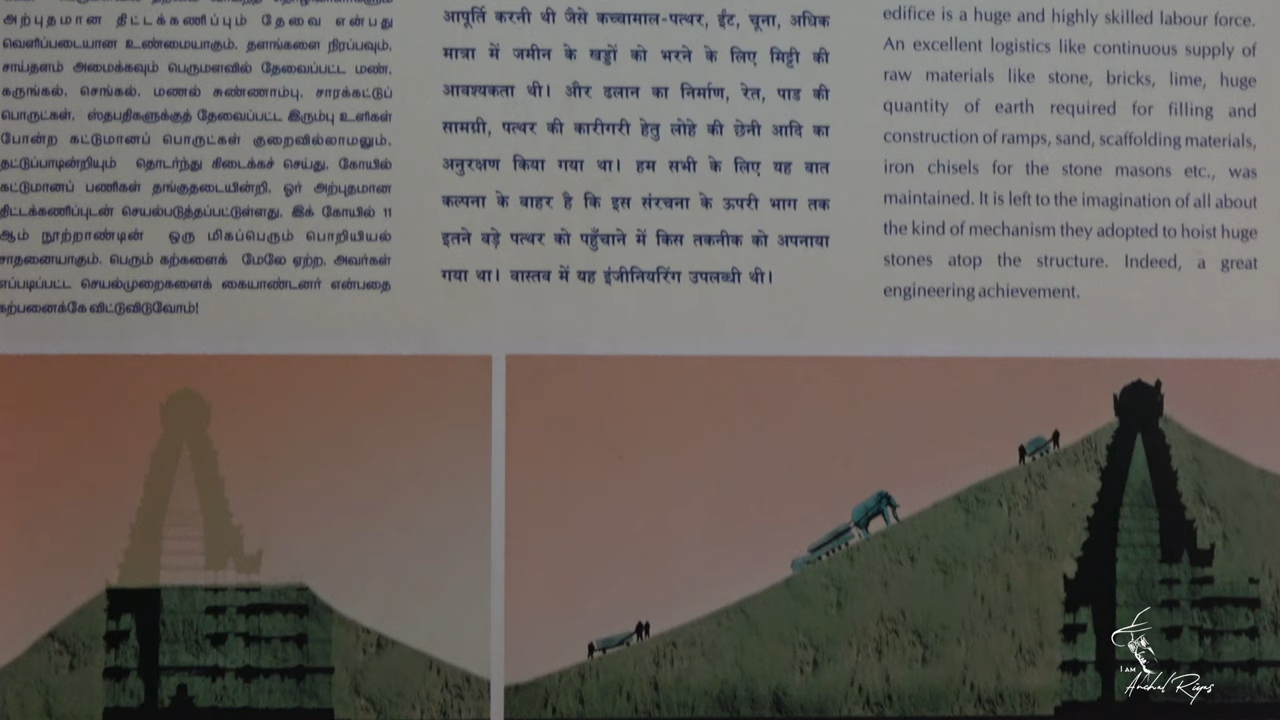 அற்புதமான திட்டக்கணிப்பும் தேவை என்பது
வெளிப்படையான உண்மையாகும். தளங்களை நிரப்பவும்,
சாய்தளம் அமைக்கவும் பெருமளவில் தேவைப்பட்ட மண்,
கருங்கல், செங்கல், மணல் சுண்ணாம்பு, சாரக்கட்டுப்
பொருட்கள், ஸ்தபதிகளுக்குத் தேவைப்பட்ட இரும்பு உளிகள்
போன்ற கட்டுமானப் பொருட்கள் குறைவில்லாமலும்,
தட்டுப்பாடின்றியும் தொடர்ந்து கிடைக்கச் செய்து, கோயில்
கட்டுமானப் பணிகள் தங்குதடையின்றி, ஓர் அற்புதமான
திட்டக்கணிப்புடன் செயல்படுத்தப்பட்டுள்ளது. இக் கோயில் 11
ஆம் நூற்றாண்டின் ஒரு மிகப்பெரும் பொறியியல்
சாதனையாகும். பெரும் கற்களைக் மேலே ஏற்ற, அவர்கள்
எப்படிப்பட்ட செயல்முறைகளைக் கையாண்டனர் என்பதை
கற்பனைக்கே விட்டுவிடுவோம்!
आपूर्ति करनी थी जैसे कच्चामाल-पत्थर, ईंट, चूना, अधिक
मात्रा में जमीन के खड्डों को भरने के लिए मिट्टी की
आवश्यकता थी। और ढलान का निर्माण, रेत, पाड की
सामग्री, पत्थर की कारीगरी हेतु लोहे की छेनी आदि का
अनुरक्षण किया गया था। हम सभी के लिए यह बात
कल्पना के बाहर है कि इस संरचना के ऊपरी भाग तक
इतने बड़े पत्थर को पहुँचाने में किस तकनीक को अपनाया
गया था। वास्तव में यह इंजीनियरिंग उपलब्धी थी।
edifice is a huge and highly skilled labour force.
An excellent logistics like continuous supply of
raw materials like stone, bricks, lime, huge
quantity of earth required for filling and
construction of ramps, sand, scaffolding materials,
iron chisels for the stone masons etc., was
maintained. It is left to the imagination of all about
the kind of mechanism they adopted to hoist huge
stones atop the structure. Indeed, a great
engineering achievement.
I AM